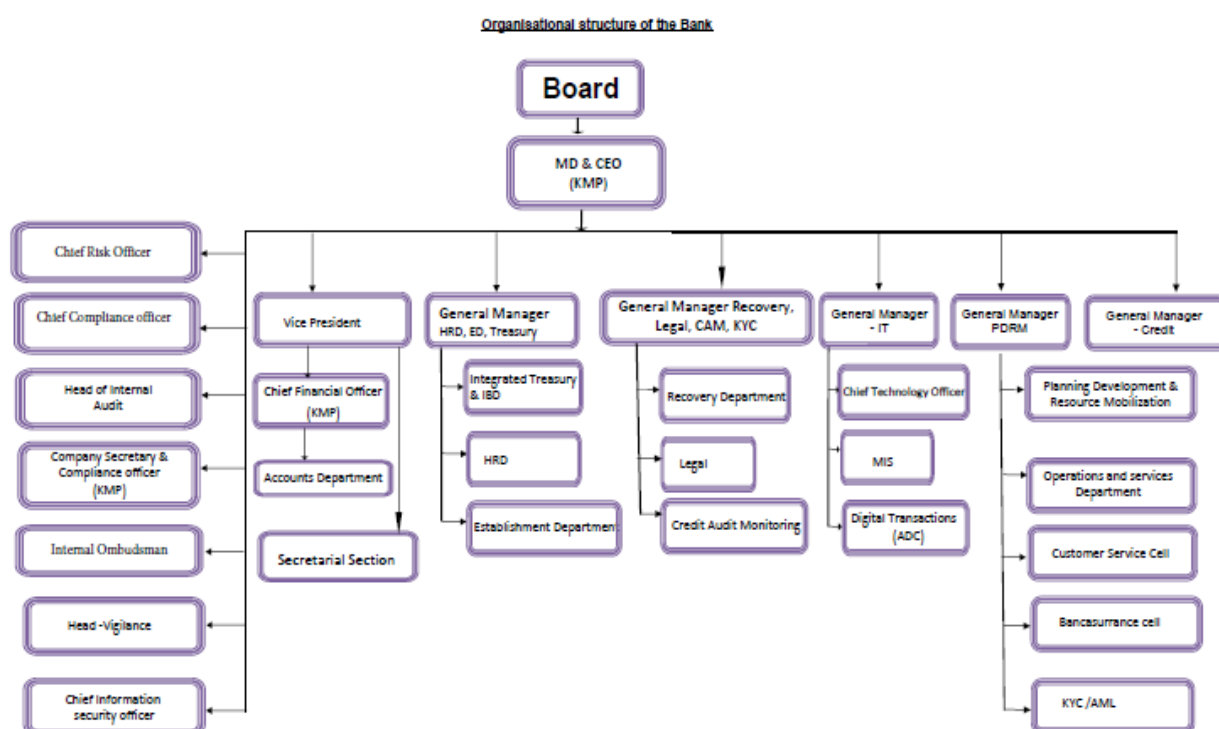 Organisational structure of the Bank
Board
MD & CEO
(KMP)
Chief Risk Officer
Chief Compliance officer
Head of Internal
Audit
Company Secretary &
Compliance officer
(KMP)
Internal Ombudsman
Head -Vigilance
Chief Information
security officer
Vice President
Chief Financial Officer
(KMP)
Accounts Department
Secretarial Section
General Manager
HRD, ED, Treasury
Integrated Treasury
& IBD
HRD
Establishment Department
General Manager Recovery,
Legal, CAM, KYC
Recovery Department
Legal
Credit Audit Monitoring
General Manager
- IT
Chief Technology Officer
MIS
Digital Transactions
(ADC)
General Manager
PDRM
Planning Development &
Resource Mobilization
Operations and services
Department
Customer Service Cell
Bancasurrance cell
KYC /AML
General Manager
- Credit